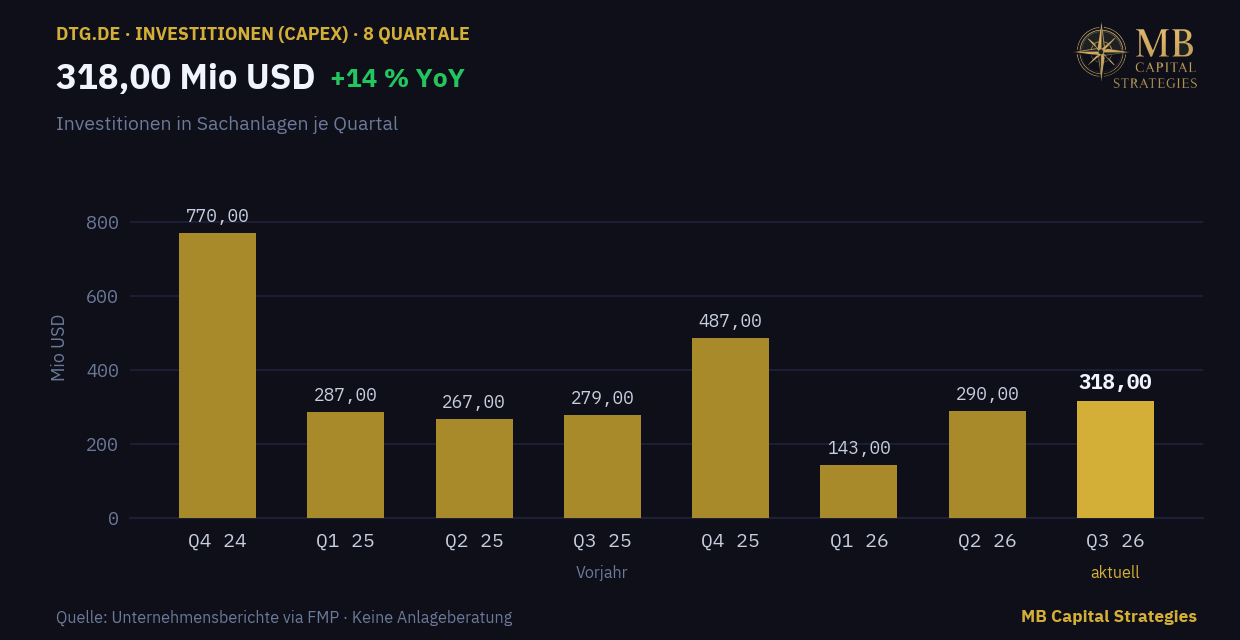 DTG.DE · INVESTITIONEN (CAPEX) · 8 QUARTALE
318,00 Mio USD +14 % YoY
Investitionen in Sachanlagen je Quartal
MB
CAPITAL
STRATEGIES
Mio USD
800
600
400
200
0
770,00
287,00
267,00
279,00
487,00
143,00
290,00
318,00
Q4 24 Q1 25 Q2 25 Q3 25 Q4 25 Q1 26 Q2 26 Q3 26
Vorjahr aktuell
Quelle: Unternehmensberichte via FMP · Keine Anlageberatung
MB Capital Strategies